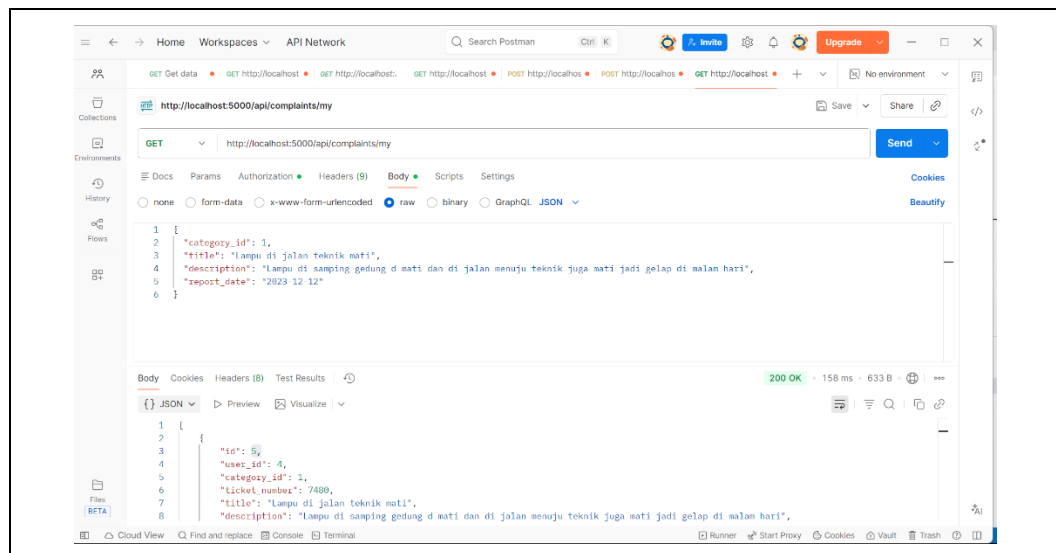 Home Workspaces API Network Search Postman Ctrl K Invite Upgrade
GET Get data GET http://localhost GET http://localhost:. GET http://localhost POST http://localhos POST http://localhos GET http://localhost No environment
HTTP http://localhost:5000/api/complaints/my Save Share
Collections
GET http://localhost:5000/api/complaints/my Send
Environments
Docs Params Authorization Headers (9) Body Scripts Settings Cookies
History
none form-data x-www-form-urlencoded raw binary GraphQL JSON Beautify
Flows
1 {
2 "category_id": 1,
3 "title": "Lampu di jalan teknik mati",
4 "description": "Lampu di samping gedung d mati dan di jalan menuju teknik juga mati jadi gelap di malam hari",
5 "report_date": "2023-12-12"
6 }
Body Cookies Headers (8) Test Results 200 OK 158 ms 633 B
{} JSON Preview Visualize
1 [
2 {
3 "id": 5,
4 "user_id": 4,
5 "category_id": 1,
6 "ticket_number": 7480,
7 "title": "Lampu di jalan teknik mati",
8 "description": "Lampu di samping gedung d mati dan di jalan menuju teknik juga mati jadi gelap di malam hari",
Files
BETA
AI
Cloud View Find and replace Console Terminal Runner Start Proxy Cookies Vault Trash